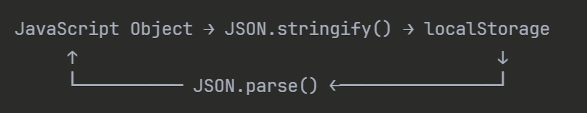 JavaScript Object → JSON.stringify() → localStorage
↑ ↓
└────────── JSON.parse() ←───────────────┘